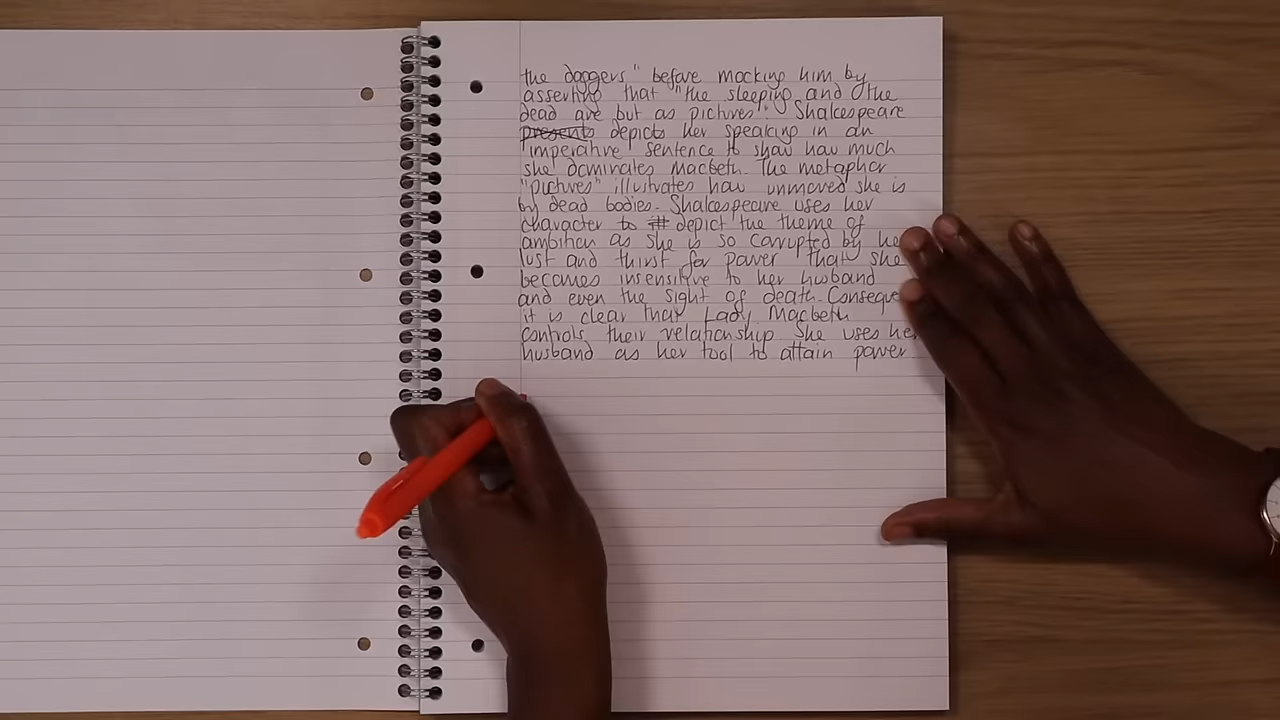 the daggers" before mocking him by
asserting that "the sleeping and the
dead are but as pictures". Shakespeare
presents depicts her speaking in an
imperative sentence to show how much
she dominates macbeth. The metaphor
"pictures" illustrates how unmoved she is
by dead bodies. Shakespeare uses her
character to depict the theme of
ambition as she is so corrupted by he
lust and thirst for power that she
becomes insensitive to her husband
and even the sight of death. Conseque
it is clear that Lady Macbeth
controls their relationship She uses he
husband as her tool to attain power